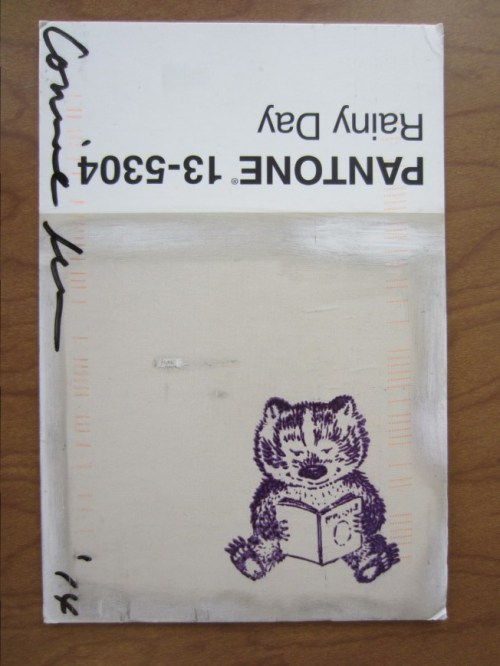 PANTONE® 13-5304
Rainy Day
Connie
'14